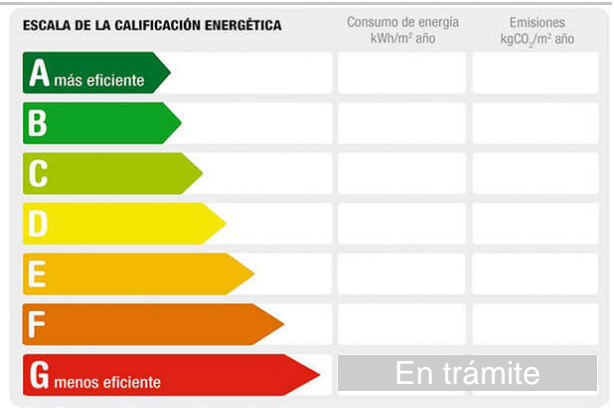 ESCALA DE LA CALIFICACIÓN ENERGÉTICA
Consumo de energía
kWh/m² año
Emisiones
kgCO₂/m² año
A más eficiente
B
C
D
E
F
G menos eficiente
En trámite